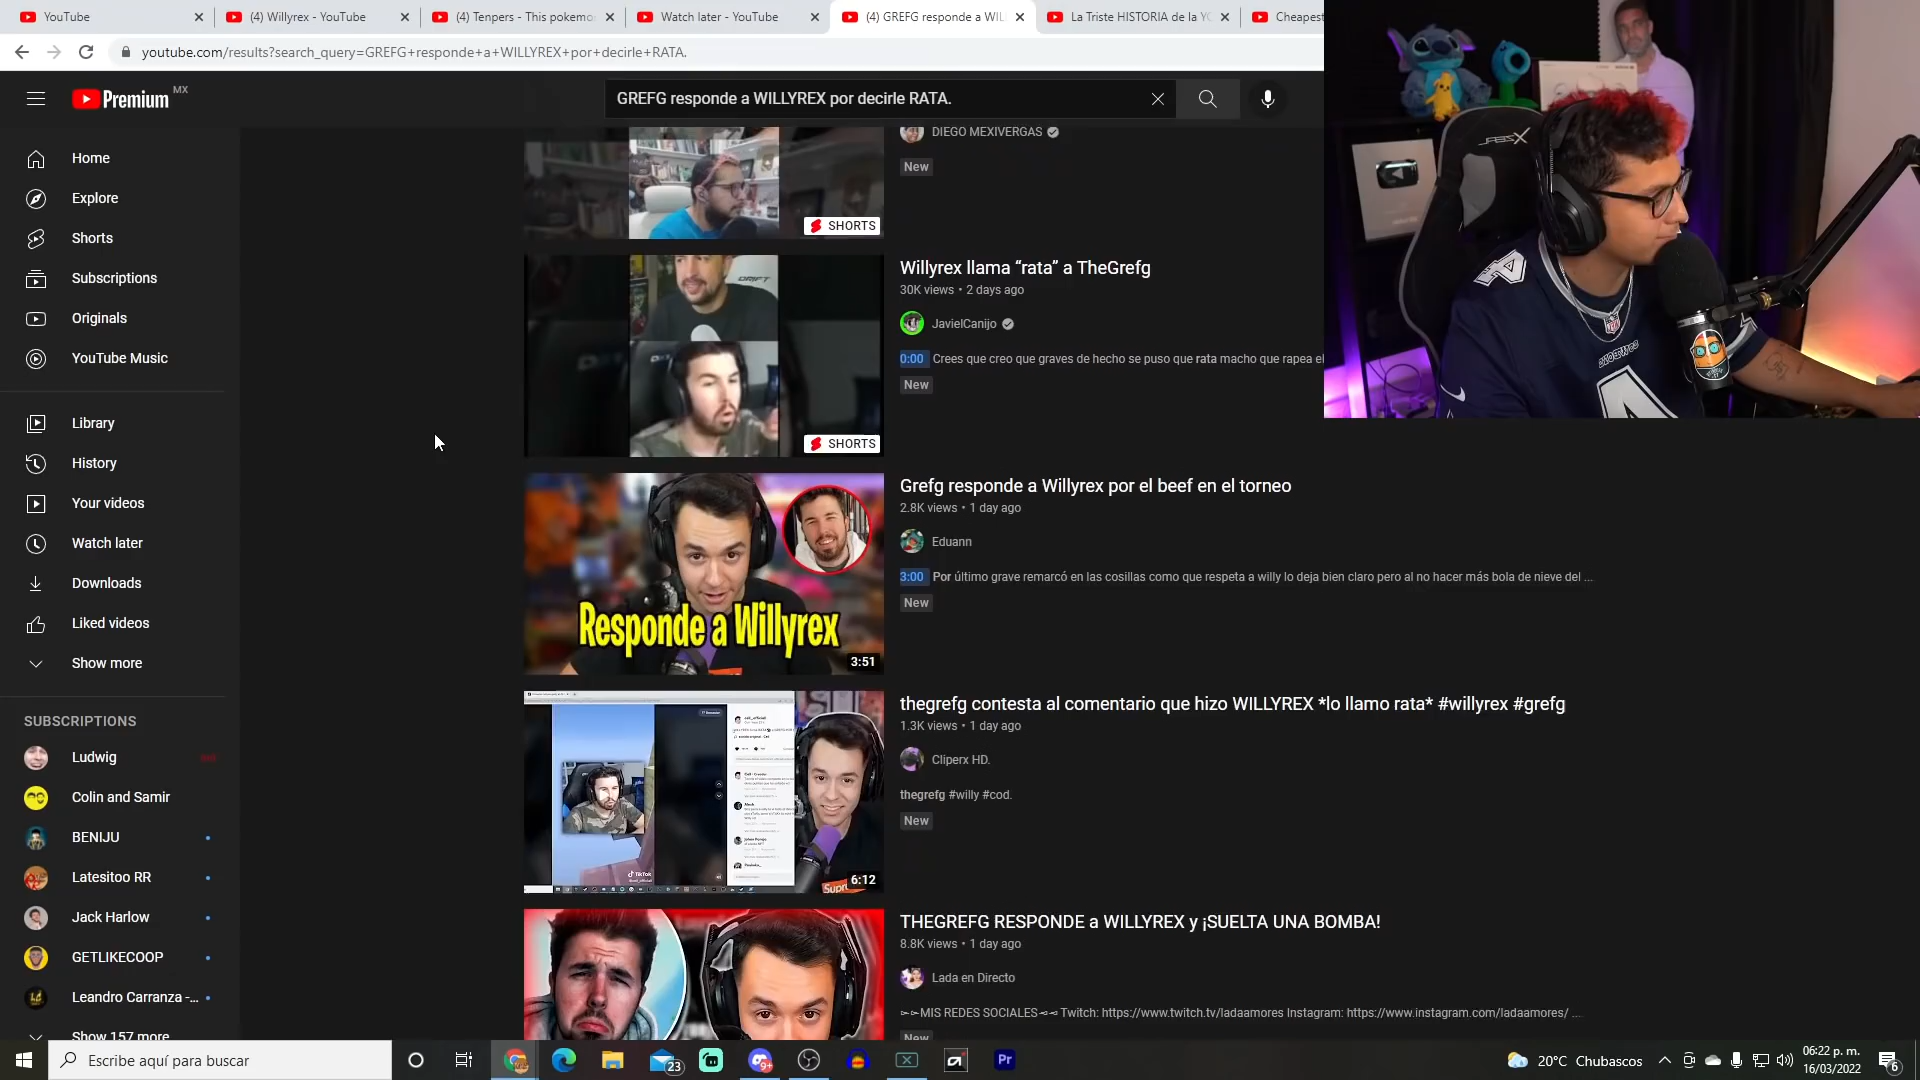 YouTube
(4) Willyrex - YouTube
(4) Tenpers - This pokemo
Watch later - YouTube
(4) GREFG responde a WIL
La Triste HISTORIA de la YO
Cheapest
youtube.com/results?search_query=GREFG+responde+a+WILLYREX+por+decirle+RATA.
Premium MX
GREFG responde a WILLYREX por decirle RATA.
Home
Explore
Shorts
Subscriptions
Originals
YouTube Music
Library
History
Your videos
Watch later
Downloads
Liked videos
Show more
SUBSCRIPTIONS
Ludwig
Colin and Samir
BENIJU
Latesitoo RR
Jack Harlow
GETLIKECOOP
Leandro Carranza -...
Show 157 more
DIEGO MEXIVERGAS
New
SHORTS
Willyrex llama “rata” a TheGrefg
30K views • 2 days ago
JavielCanijo
0:00 Crees que creo que graves de hecho se puso que rata macho que rapea el
New
SHORTS
Grefg responde a Willyrex por el beef en el torneo
2.8K views • 1 day ago
Eduann
3:00 Por último grave remarcó en las cosillas como que respeta a willy lo deja bien claro pero al no hacer más bola de nieve del ...
New
Responde a Willyrex
3:51
thegrefg contesta al comentario que hizo WILLYREX *lo llamo rata* #willyrex #grefg
1.3K views • 1 day ago
Cliperx HD.
thegrefg #willy #cod.
New
TikTok
6:12
THEGREFG RESPONDE a WILLYREX y ¡SUELTA UNA BOMBA!
8.8K views • 1 day ago
Lada en Directo
►►MIS REDES SOCIALES◄◄ Twitch: https://www.twitch.tv/ladaamores Instagram: https://www.instagram.com/ladaamores/ ...
New
Escribe aquí para buscar
23
9+
Pr
20°C Chubascos
06:22 p. m.
16/03/2022
6